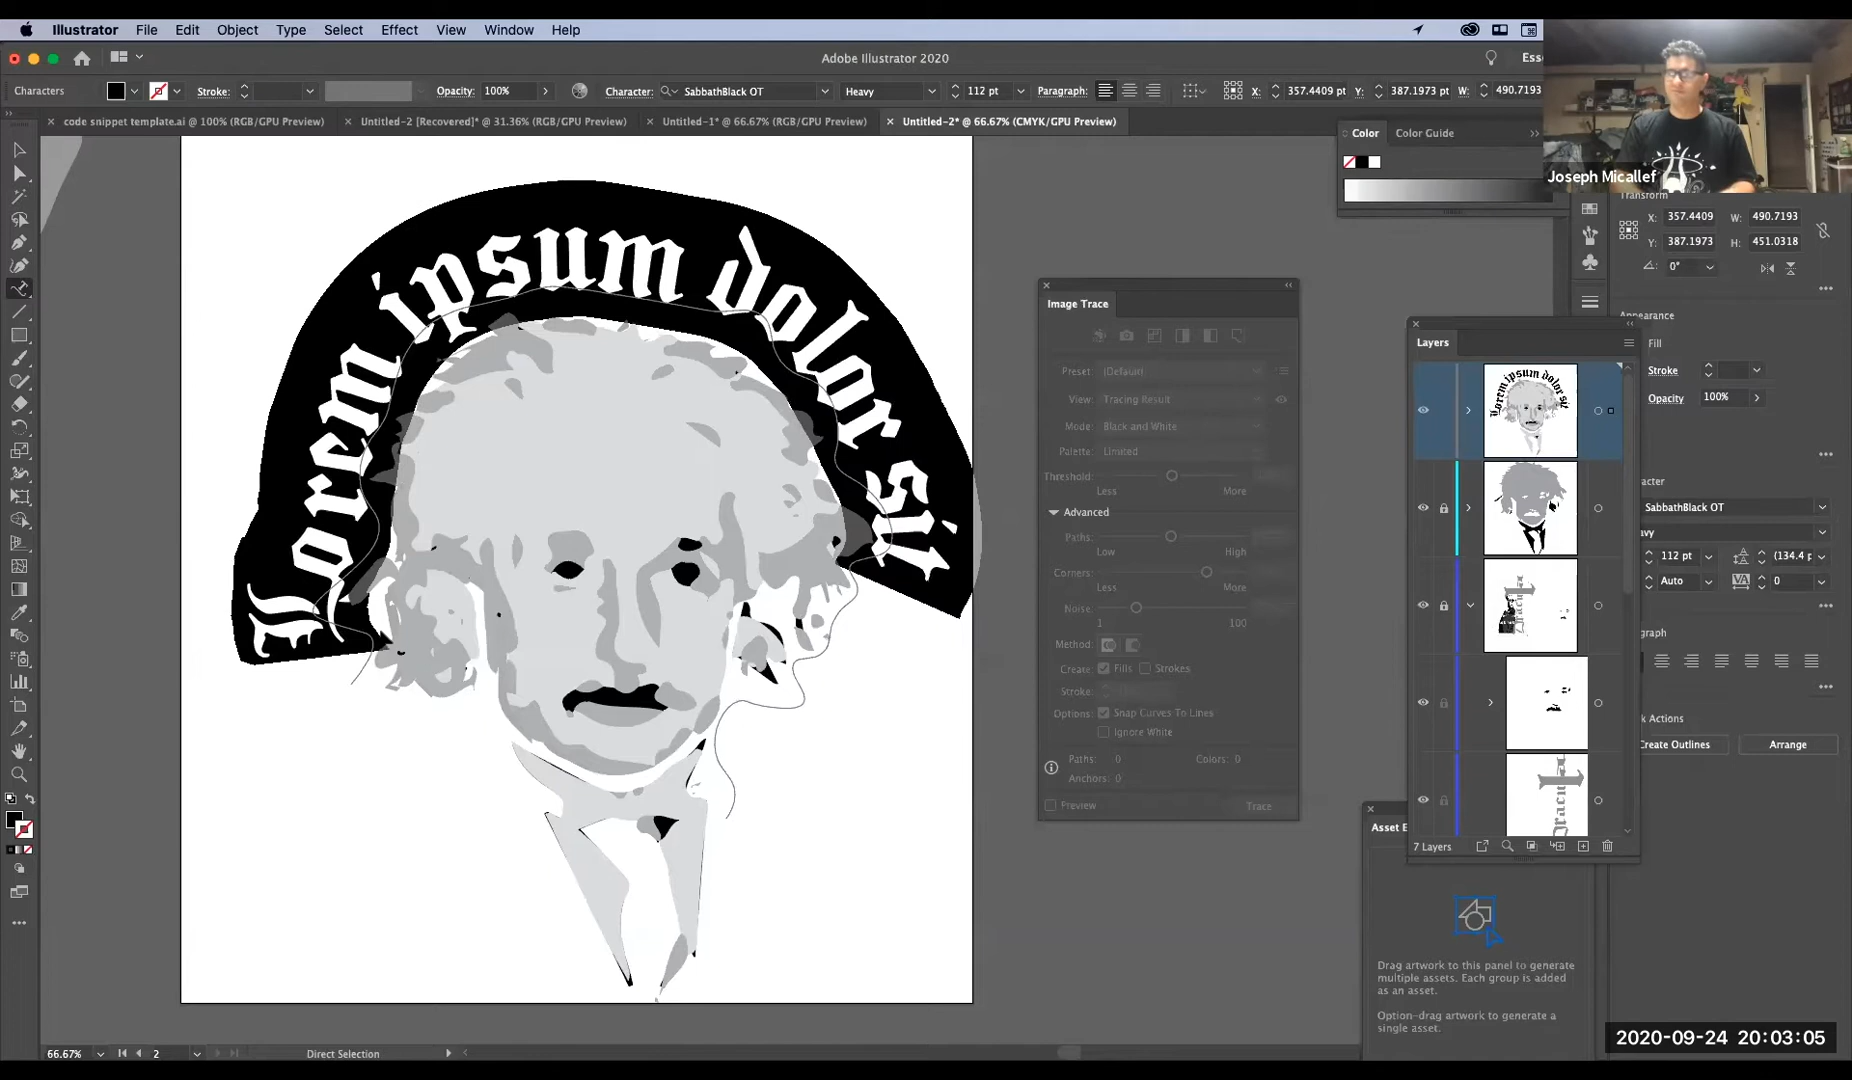 Illustrator File Edit Object Type Select Effect View Window Help
Adobe Illustrator 2020
Characters Stroke: Opacity: 100% Character: SabbathBlack OT Heavy 112 pt Paragraph: X: 357.4409 pt Y: 387.1973 pt W: 490.7193
code snippet template.ai @ 100% (RGB/GPU Preview) Untitled-2 [Recovered]* @ 31.36% (RGB/GPU Preview) Untitled-1* @ 66.67% (RGB/GPU Preview) Untitled-2* @ 66.67% (CMYK/GPU Preview)
Color Color Guide
Joseph Micallef
Transform
X: 357.4409 W: 490.7193
Y: 387.1973 H: 451.0318
0°
Lorem ipsum dolor sit
Image Trace
Preset:
View: Tracing Result
Mode: Black and White
Palette: Limited
Threshold:
Less More
Advanced
Paths:
Low High
Corners:
Less More
Noise:
1 100
Method:
Create: Fills Strokes
Stroke:
Options: Snap Curves To Lines
Ignore White
Paths: 0 Colors: 0
Anchors: 0
Preview Trace
Layers
7 Layers
Appearance
Fill
Stroke
Opacity 100%
SabbathBlack OT
112 pt (134.4 p
Auto VA 0
Create Outlines Arrange
Drag artwork to this panel to generate
multiple assets. Each group is added
as an asset.
Option-drag artwork to generate a
single asset.
66.67% 2 Direct Selection
2020-09-24 20:03:05